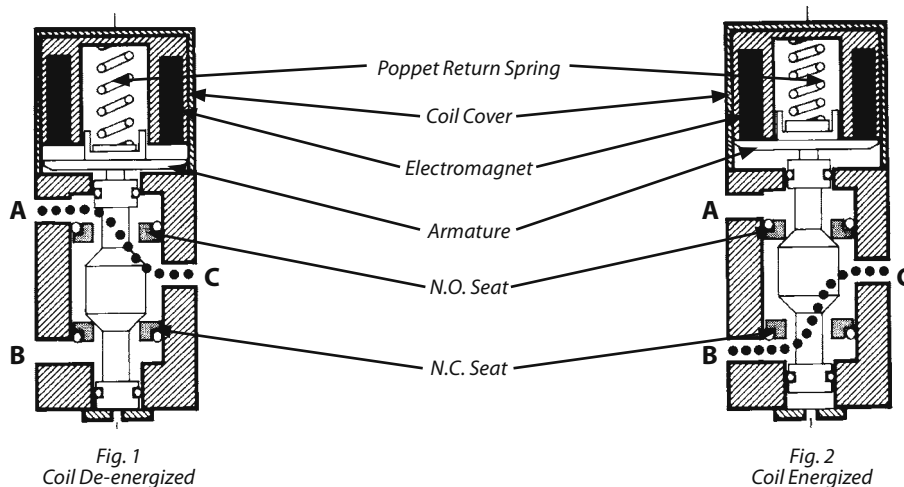 Poppet Return Spring
Coil Cover
Electromagnet
A
A
Armature
C
C
N.O. Seat
B
B
N.C. Seat
Fig. 1
Coil De-energized
Fig. 2
Coil Energized